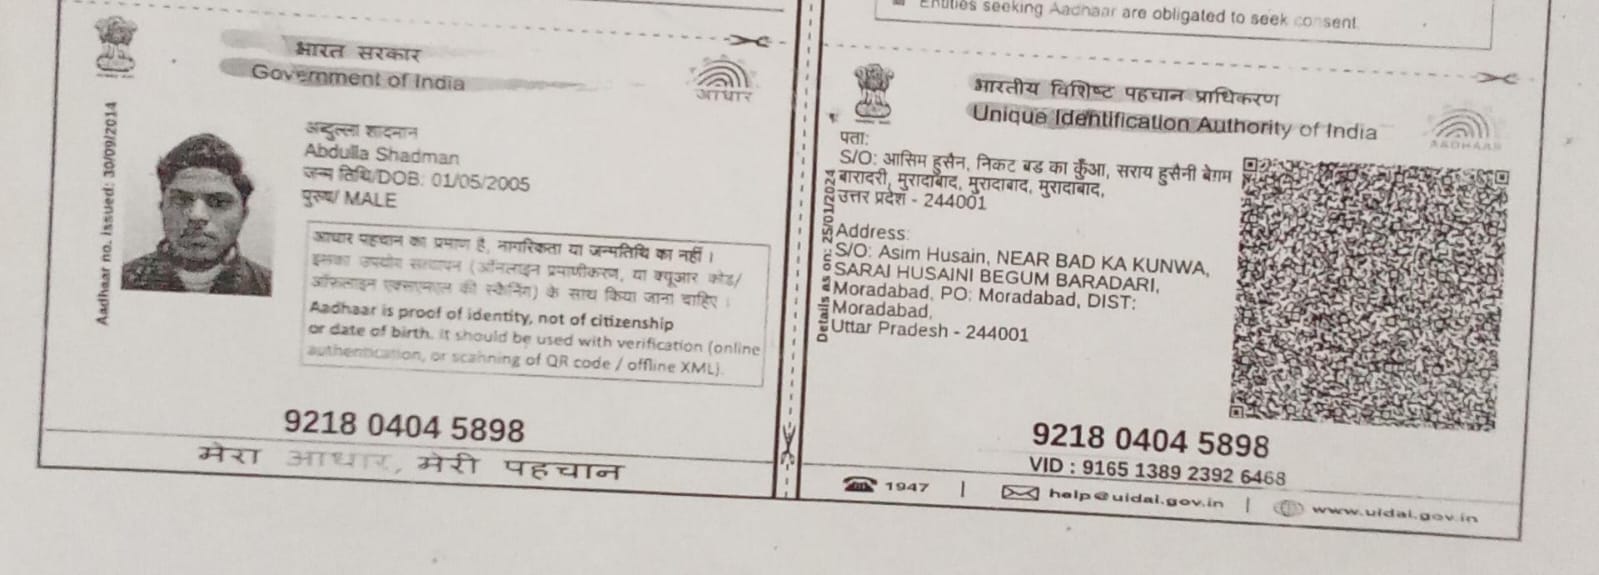 Entities seeking Aadhaar are obligated to seek consent.
भारत सरकार
Government of India
आधार
Aadhaar no. issued: 30/09/2014
अब्दुल्ला शादमान
Abdulla Shadman
जन्म तिथि/DOB: 01/05/2005
पुरुष/ MALE
आधार पहचान का प्रमाण है, नागरिकता या जन्मतिथि का नहीं ।
इसका उपयोग सत्यापन (ऑनलाइन प्रमाणीकरण, या क्यूआर कोड/
ऑफ़लाइन एक्सएमएल की स्कैनिंग) के साथ किया जाना चाहिए ।
Aadhaar is proof of identity, not of citizenship
or date of birth. It should be used with verification (online
authentication, or scanning of QR code / offline XML).
9218 0404 5898
मेरा आधार, मेरी पहचान
भारतीय विशिष्ट पहचान प्राधिकरण
Unique Identification Authority of India
AADHAAR
पता:
S/O: आसिम हुसैन, निकट बड का कुँआ, सराय हुसैनी बेगम
बारादरी, मुरादाबाद, मुरादाबाद, मुरादाबाद,
उत्तर प्रदेश - 244001
Details as on: 25/01/2024
Address:
S/O: Asim Husain, NEAR BAD KA KUNWA,
SARAI HUSAINI BEGUM BARADARI,
Moradabad, PO: Moradabad, DIST:
Moradabad,
Uttar Pradesh - 244001
9218 0404 5898
VID : 9165 1389 2392 6468
1947 | help@uidai.gov.in | www.uidai.gov.in